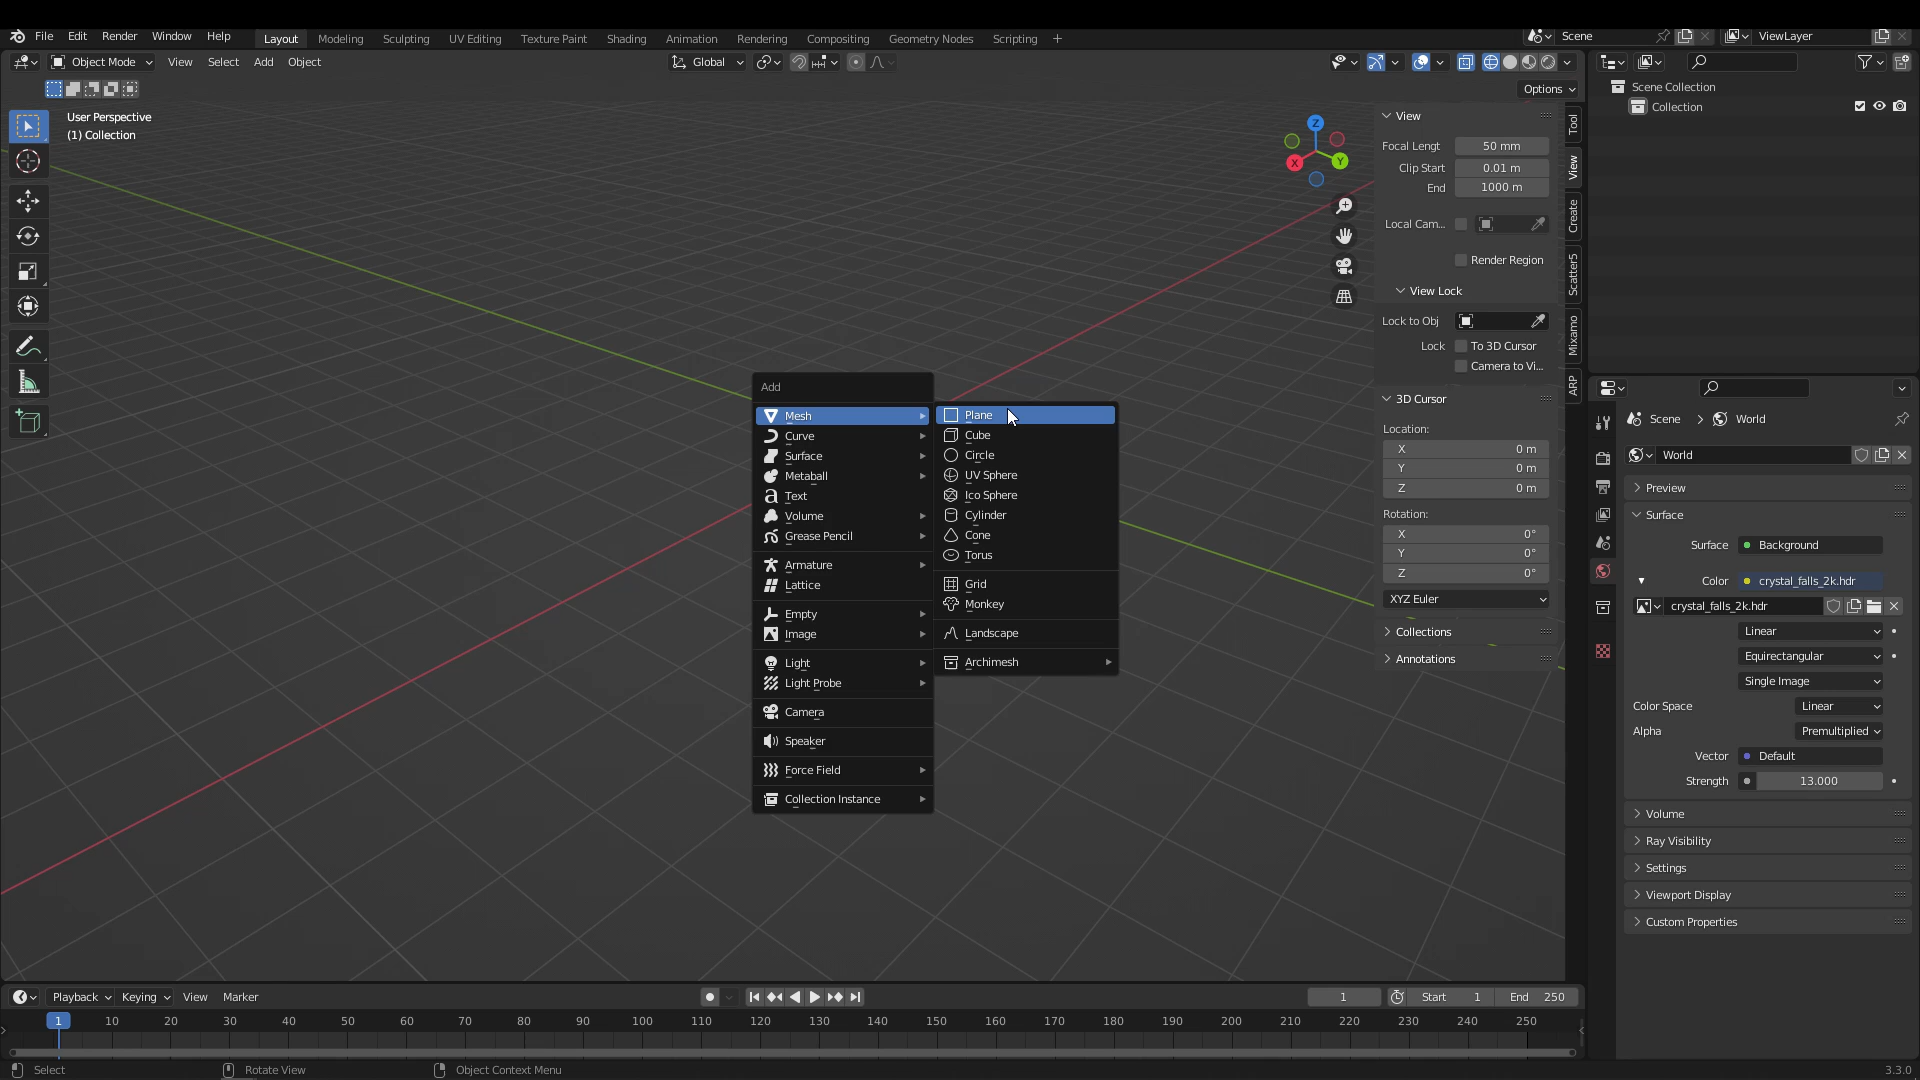 File Edit Render Window Help Layout Modeling Sculpting UV Editing Texture Paint Shading Animation Rendering Compositing Geometry Nodes Scripting + Scene ViewLayer
Object Mode View Select Add Object Global
Options
User Perspective
(1) Collection
Z
X
Y
View
Focal Lengt 50 mm
Clip Start 0.01 m
End 1000 m
Local Cam...
Render Region
View Lock
Lock to Obj
Lock To 3D Cursor
Camera to Vi...
3D Cursor
Location:
X 0 m
Y 0 m
Z 0 m
Rotation:
X 0°
Y 0°
Z 0°
XYZ Euler
Collections
Annotations
Tool
View
Create
Scatter5
Mixamo
ARP
Add
Mesh
Curve
Surface
Metaball
Text
Volume
Grease Pencil
Armature
Lattice
Empty
Image
Light
Light Probe
Camera
Speaker
Force Field
Collection Instance
Plane
Cube
Circle
UV Sphere
Ico Sphere
Cylinder
Cone
Torus
Grid
Monkey
Landscape
Archimesh
Scene Collection
Collection
Scene World
World
Preview
Surface
Surface Background
Color crystal_falls_2k.hdr
crystal_falls_2k.hdr
Linear
Equirectangular
Single Image
Color Space Linear
Alpha Premultiplied
Vector Default
Strength 13.000
Volume
Ray Visibility
Settings
Viewport Display
Custom Properties
Playback Keying View Marker 1 Start 1 End 250
1 10 20 30 40 50 60 70 80 90 100 110 120 130 140 150 160 170 180 190 200 210 220 230 240 250
Select Rotate View Object Context Menu 3.3.0